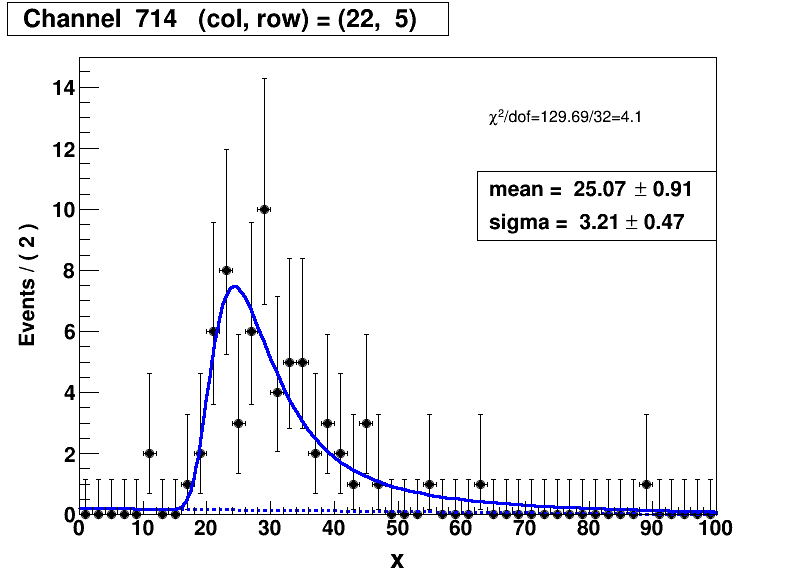 Channel 714 (col, row) = (22, 5)
χ²/dof=129.69/32=4.1
mean = 25.07 ± 0.91
sigma = 3.21 ± 0.47
Events / ( 2 )
14
12
10
8
6
4
2
0
0 10 20 30 40 50 60 70 80 90 100
x